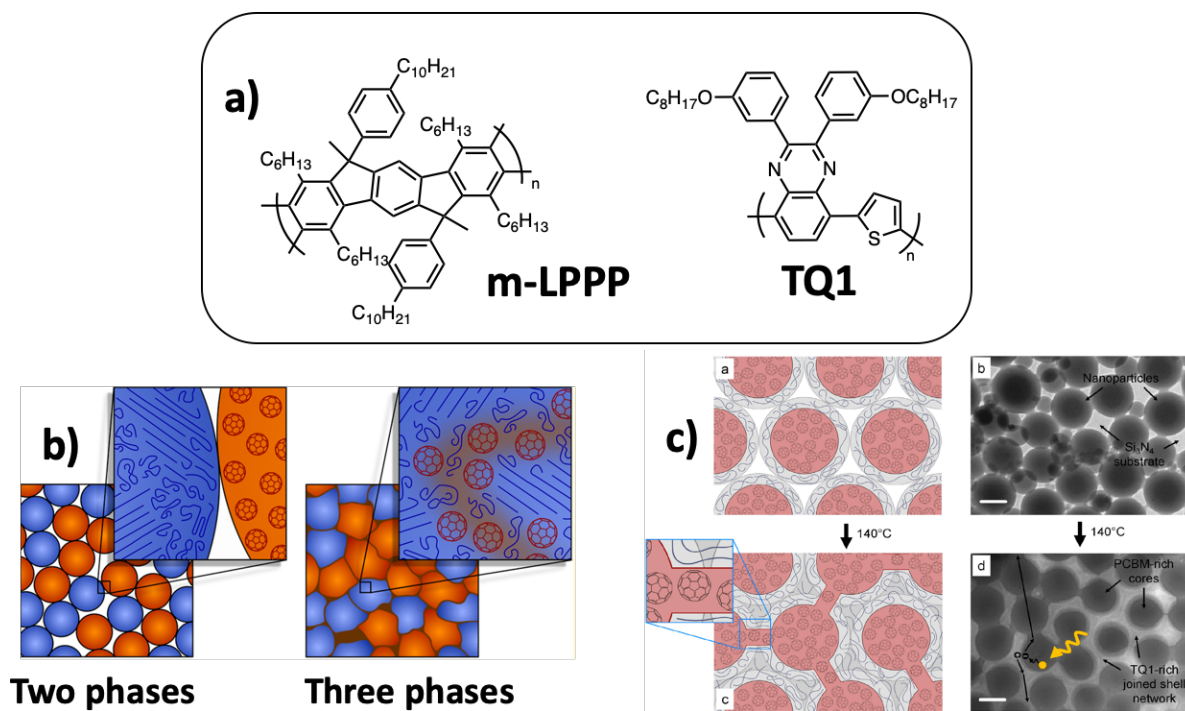 a)
C10H21
C6H13
C6H13
n
C6H13
C6H13
C10H21
m-LPPP
C8H17O
OC8H17
N
N
S
n
TQ1
b)
Two phases
Three phases
c)
a
140°C
c
b
Nanoparticles
Si3N4
substrate
140°C
d
PCBM-rich
cores
TQ1-rich
joined shell
network